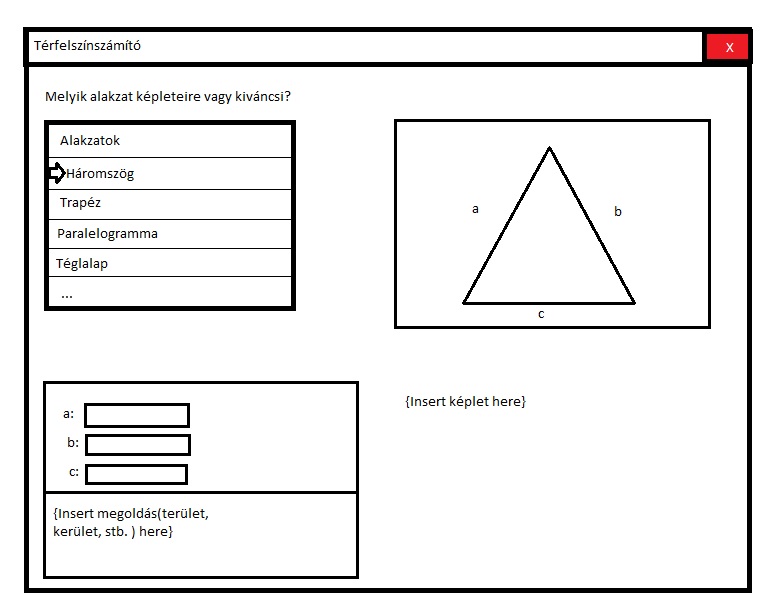 Térfelszínszámító
X
Melyik alakzat képleteire vagy kiváncsi?
Alakzatok
Háromszög
Trapéz
Paralelogramma
Téglalap
...
a
b
c
a:
b:
c:
{Insert képlet here}
{Insert megoldás(terület,
kerület, stb. ) here}